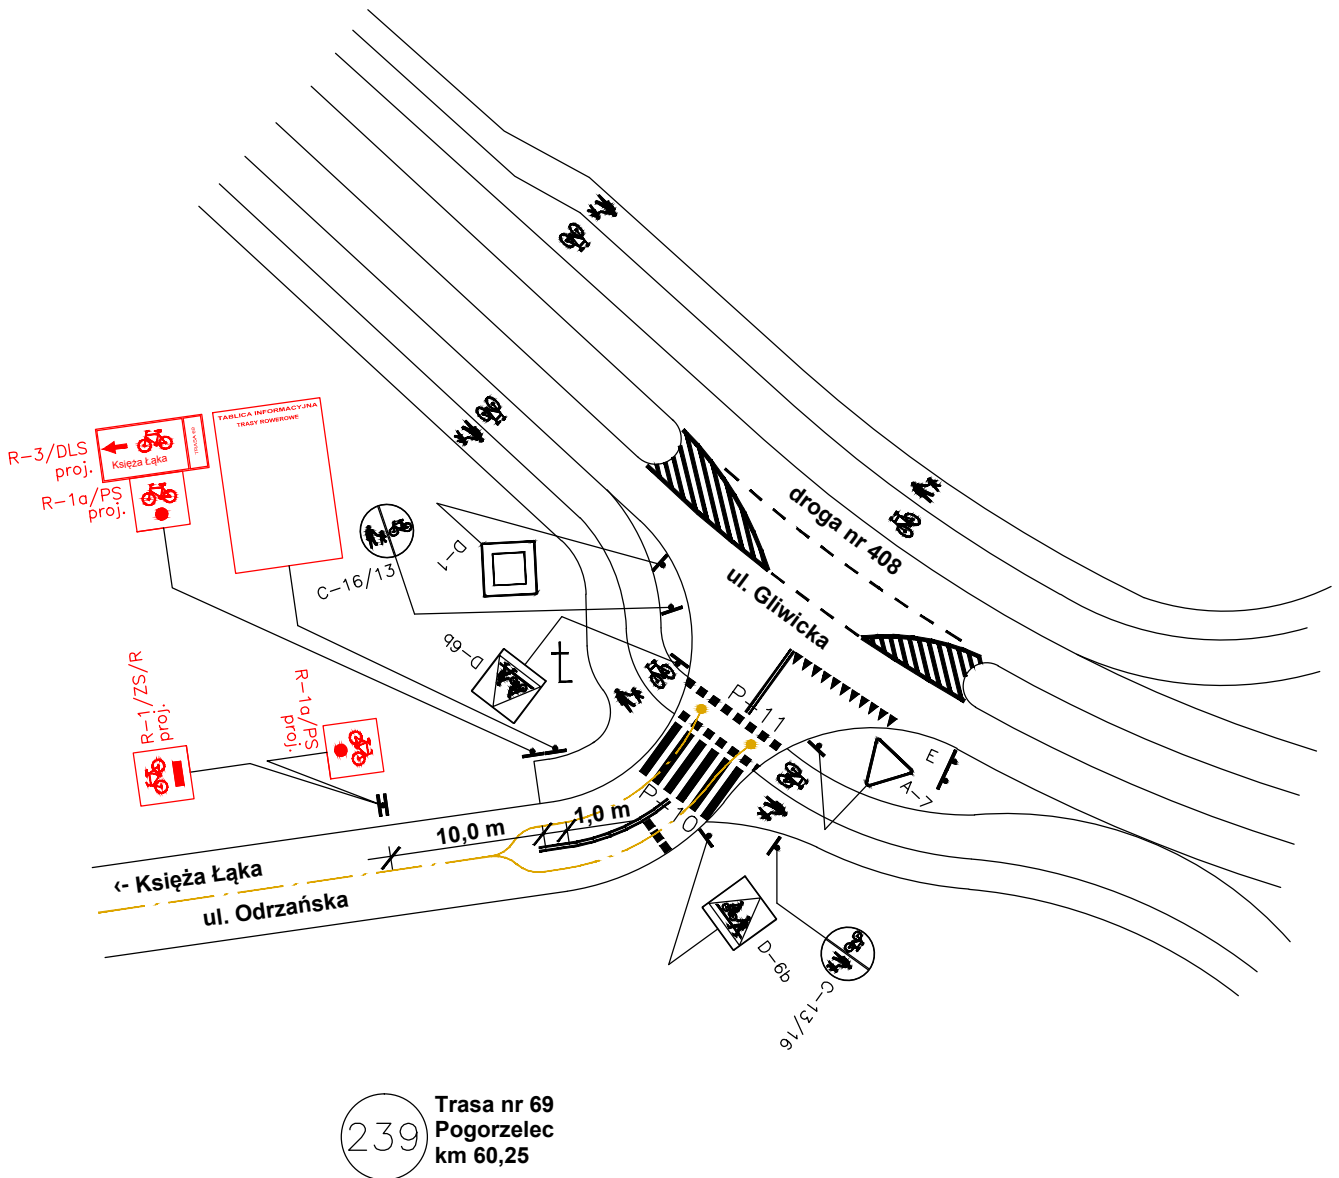 TABLICA INFORMACYJNA
TRASY ROWEROWE
R-3/DLS
proj.
Księża Łąka
TRASA 69
R-1a/PS
proj.
C-16/13
D-1
D-6b
droga nr 408
ul. Gliwicka
R-1/ZS/R
proj.
R-1a/PS
proj.
P-11
P-10
E
A-7
10,0 m
1,0 m
<- Księża Łąka
ul. Odrzańska
D-6b
C-13/16
239
Trasa nr 69
Pogorzelec
km 60,25